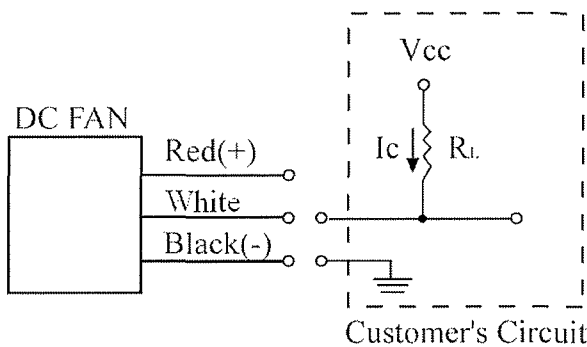 Vcc
DC FAN
Red(+)
Ic
RL
White
Black(-)
Customer's Circuit